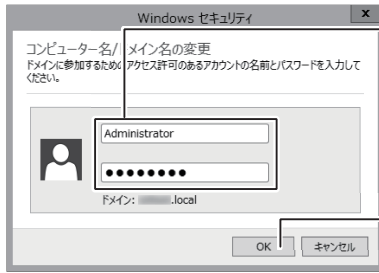 Windows セキュリティ
x
コンピューター名/ドメイン名の変更
ドメインに参加するためのアクセス許可のあるアカウントの名前とパスワードを入力して
ください。
Administrator
●●●●●●●●
ドメイン: .local
OK
キャンセル